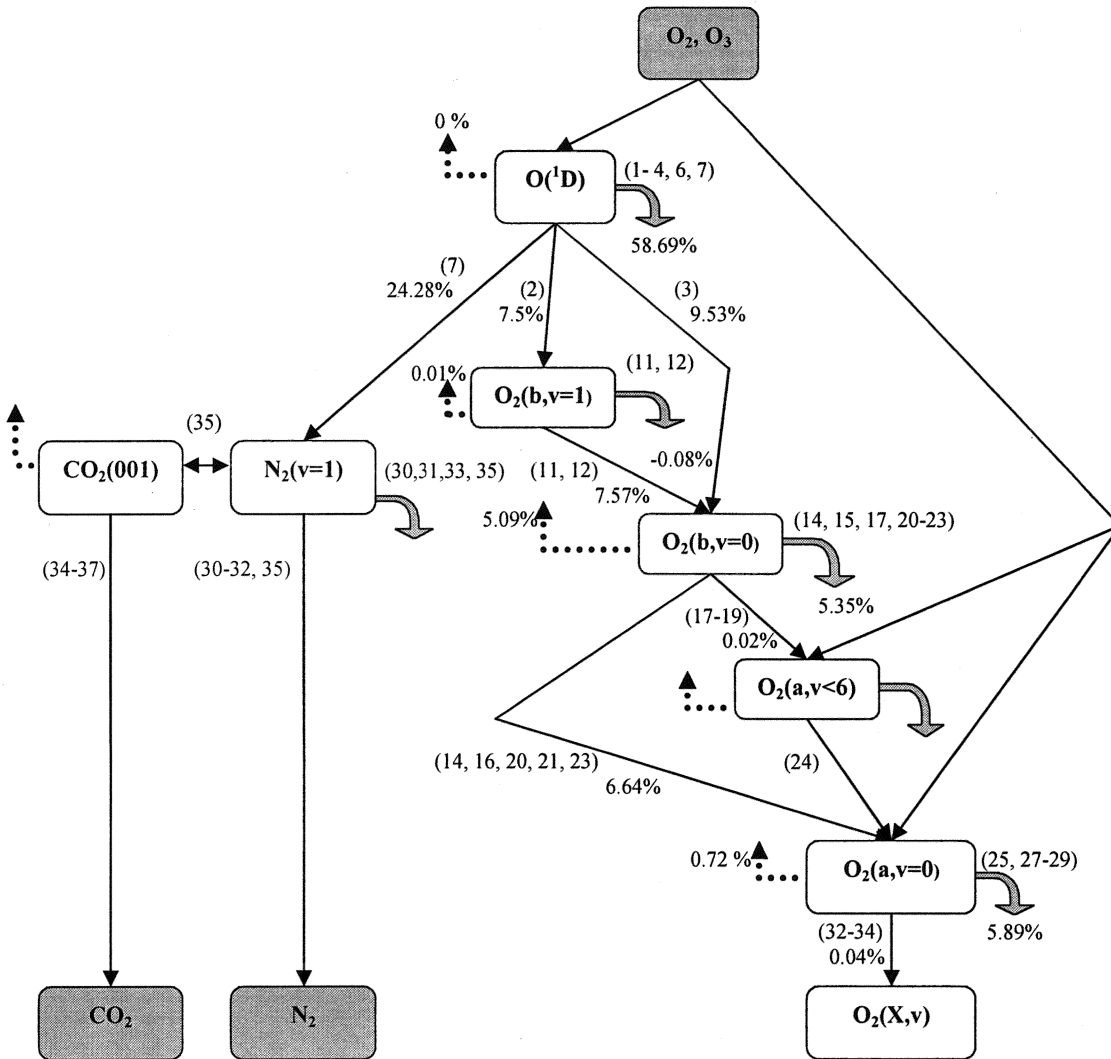 O₂, O₃
0 %
O(¹D)
(1- 4, 6, 7)
58.69%
(7)
24.28%
(2)
7.5%
(3)
9.53%
0.01%
O₂(b,v=1)
(11, 12)
(35)
CO₂(001)
N₂(v=1)
(30,31,33, 35)
(11, 12)
7.57%
-0.08%
5.09%
O₂(b,v=0)
(14, 15, 17, 20-23)
5.35%
(34-37)
(30-32, 35)
(17-19)
0.02%
O₂(a,v<6)
(14, 16, 20, 21, 23)
6.64%
(24)
0.72 %
O₂(a,v=0)
(25, 27-29)
5.89%
(32-34)
0.04%
CO₂
N₂
O₂(X,v)